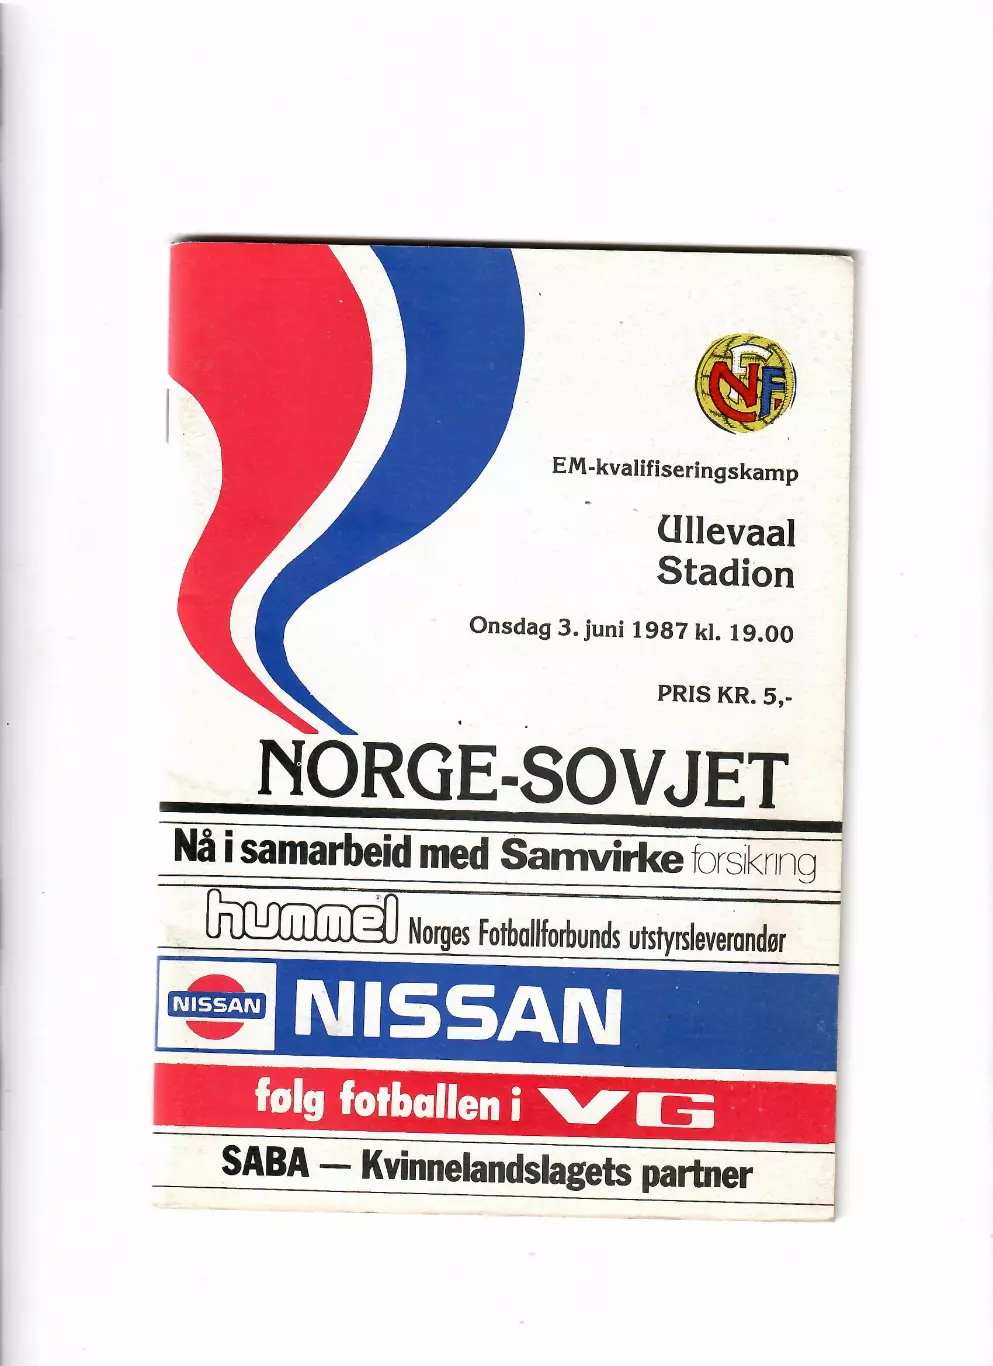 NFF
EM-kvalifiseringskamp
Ullevaal
Stadion
Onsdag 3. juni 1987 kl. 19.00
PRIS KR. 5,-
NORGE-SOVJET
Nå i samarbeid med Samvirke forsikring
hummel Norges Fotballforbunds utstyrsleverandør
NISSAN NISSAN
følg fotballen i VG
SABA — Kvinnelandslagets partner